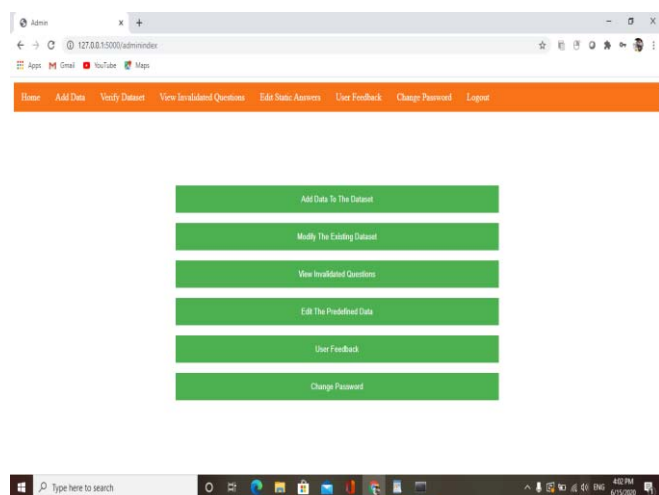 Admin
127.0.0.1:5000/adminindex
Apps Gmail YouTube Maps
Home Add Data Verify Dataset View Invalidated Questions Edit Static Answers User Feedback Change Password Logout
Add Data To The Dataset
Modify The Existing Dataset
View Invalidated Questions
Edit The Predefined Data
User Feedback
Change Password
Type here to search
ENG
4:02 PM
6/15/2020